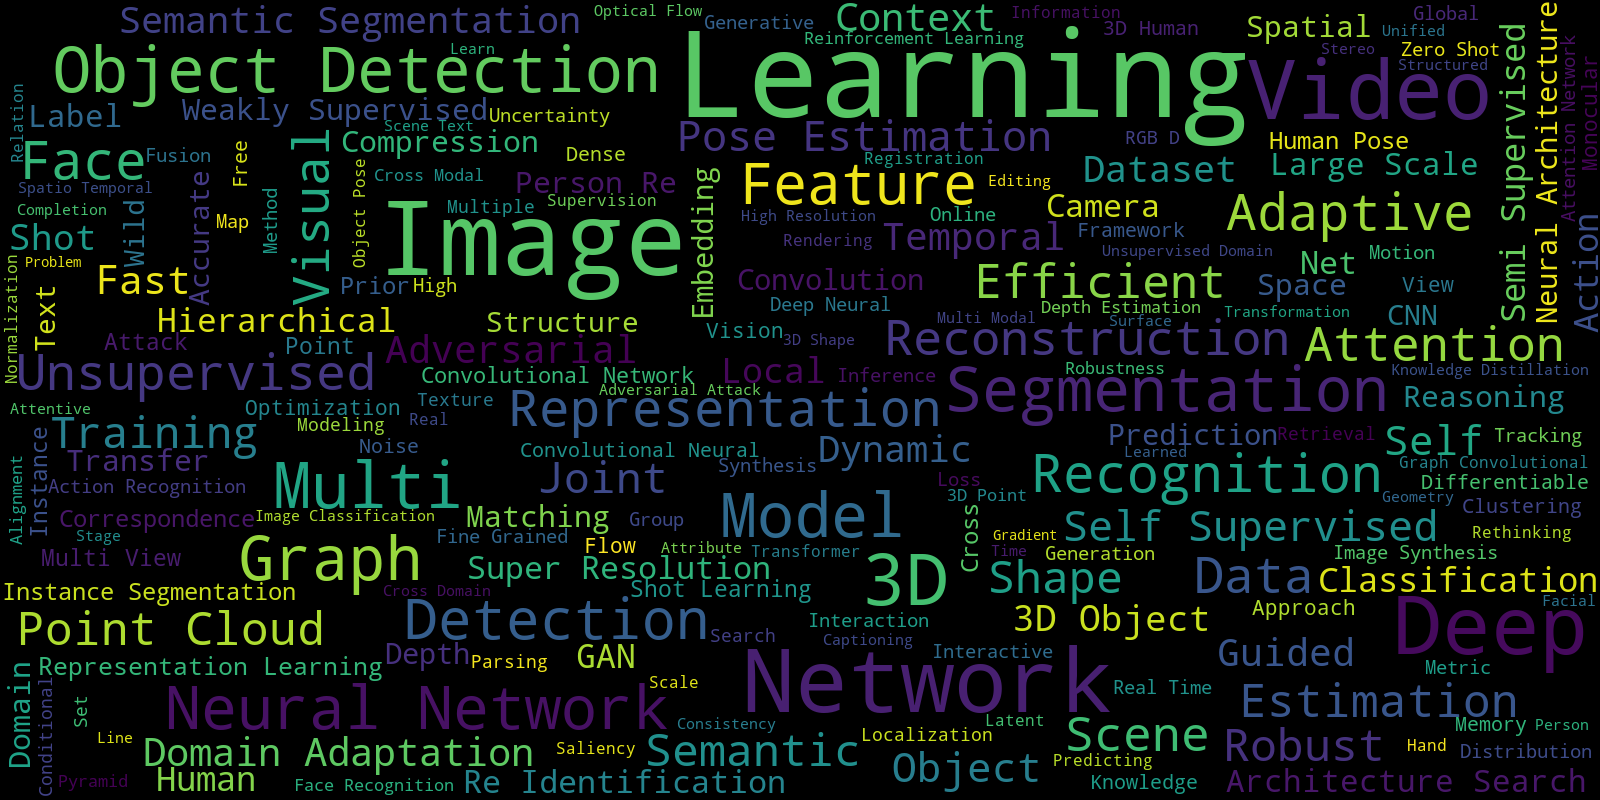 Semantic Segmentation
Optical Flow
Generative
Context
Information
3D Human
Spatial
Global
Unified
Learn
Reinforcement Learning
Stereo
Zero Shot
Structured
Object Detection
Learning
Video
Semi Supervised
Neural Architecture
Attention Network
Monocular
Relation
Label
Weakly Supervised
Uncertainty
Scene Text
Compression
Pose Estimation
RGB D
Human Pose
Face
Fusion
Free
Visual
Dense
Registration
Dataset
Large Scale
Spatio Temporal
Accurate
Object Pose
Cross Modal
Person Re
Feature
Editing
Completion
Wild
Map
Method
Multiple
Supervision
Embedding
High Resolution
Online
Camera
Adaptive
Action
Shot
Image
Rendering
Temporal
Framework
Unsupervised Domain
Net
Motion
Problem
Normalization
Text
Fast
Prior
High
Convolution
Efficient
Space
View
Deep Neural
Depth Estimation
Transformation
CNN
Hierarchical
Structure
Vision
Multi Modal
Surface
Attack
Point
Adversarial
3D Shape
Reconstruction
Attention
Unsupervised
Convolutional Network
Local
Inference
Robustness
Knowledge Distillation
Adversarial Attack
Segmentation
Reasoning
Attentive
Optimization
Texture
Representation
Training
Modeling
Real
Noise
Convolutional Neural
Dynamic
Prediction
Retrieval
Self
Tracking
Learned
Alignment
Instance
Transfer
Synthesis
Graph Convolutional
Action Recognition
Multi
Joint
Loss
Recognition
Differentiable
3D Point
Geometry
Clustering
Correspondence
Image Classification
Matching
Group
Model
Cross
Self Supervised
Rethinking
Stage
Fine Grained
Flow
Attribute
Transformer
Gradient
Time
Generation
Image Synthesis
Multi View
Graph
Super Resolution
3D
Shape
Data
Classification
Instance Segmentation
Cross Domain
Shot Learning
Point Cloud
Detection
Interaction
3D Object
Approach
Deep
Facial
Search
Captioning
Representation Learning
Depth
Parsing
GAN
Interactive
Guided
Metric
Domain
Conditional
Set
Neural Network
Scale
Network
Real Time
Estimation
Line
Consistency
Latent
Memory
Person
Domain Adaptation
Saliency
Semantic
Localization
Scene
Robust
Hand
Distribution
Pyramid
Human
Face Recognition
Re Identification
Object
Predicting
Knowledge
Architecture Search